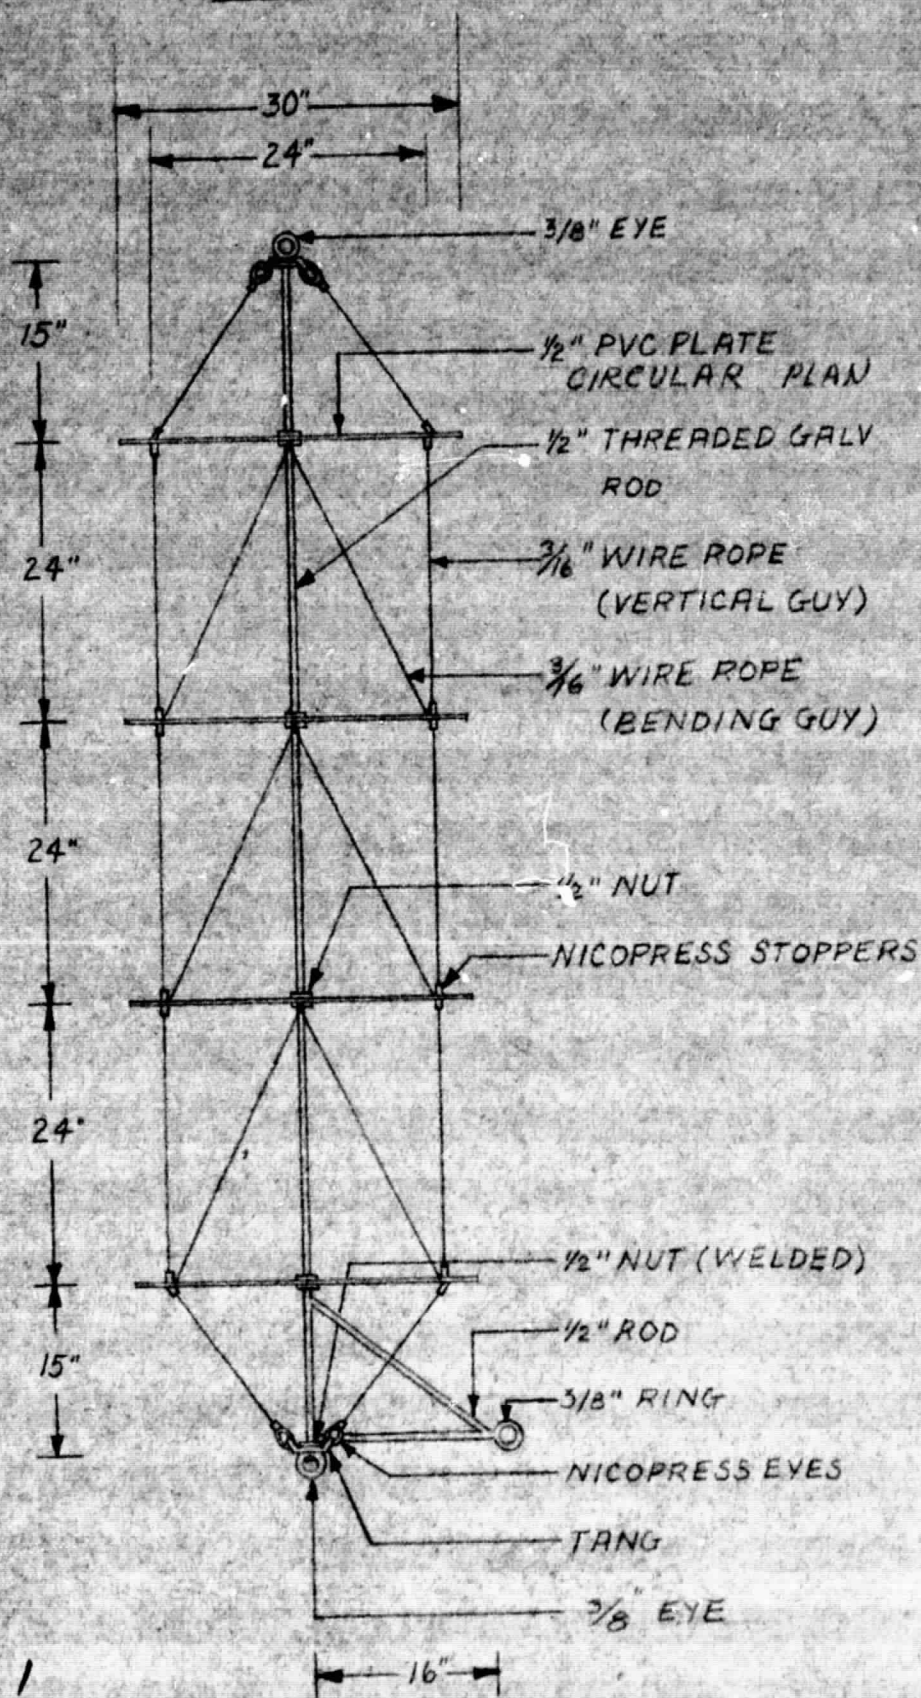 30"
24"
3/8" EYE
15"
1/2" PVC PLATE
CIRCULAR PLAN
1/2" THREADED GALV
ROD
24"
3/16" WIRE ROPE
(VERTICAL GUY)
3/16" WIRE ROPE
(BENDING GUY)
24"
1/2" NUT
NICOPRESS STOPPERS
24"
1/2" NUT (WELDED)
1/2" ROD
15"
3/8" RING
NICOPRESS EYES
TANG
3/8" EYE
16"
1